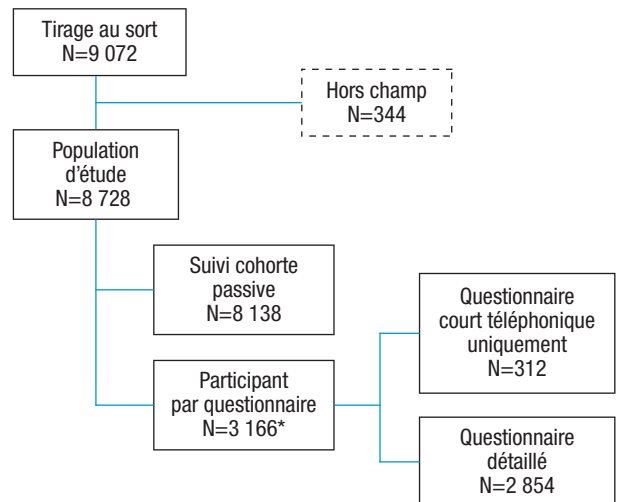 Tirage au sort
N=9 072
Hors champ
N=344
Population
d'étude
N=8 728
Suivi cohorte
passive
N=8 138
Questionnaire
court téléphonique
uniquement
N=312
Participant
par questionnaire
N=3 166*
Questionnaire
détaillé
N=2 854